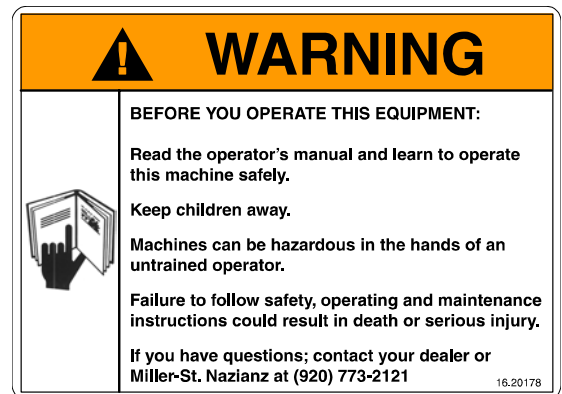 WARNING
BEFORE YOU OPERATE THIS EQUIPMENT:
Read the operator's manual and learn to operate
this machine safely.
Keep children away.
Machines can be hazardous in the hands of an
untrained operator.
Failure to follow safety, operating and maintenance
instructions could result in death or serious injury.
If you have questions; contact your dealer or
Miller-St. Nazianz at (920) 773-2121
16.20178